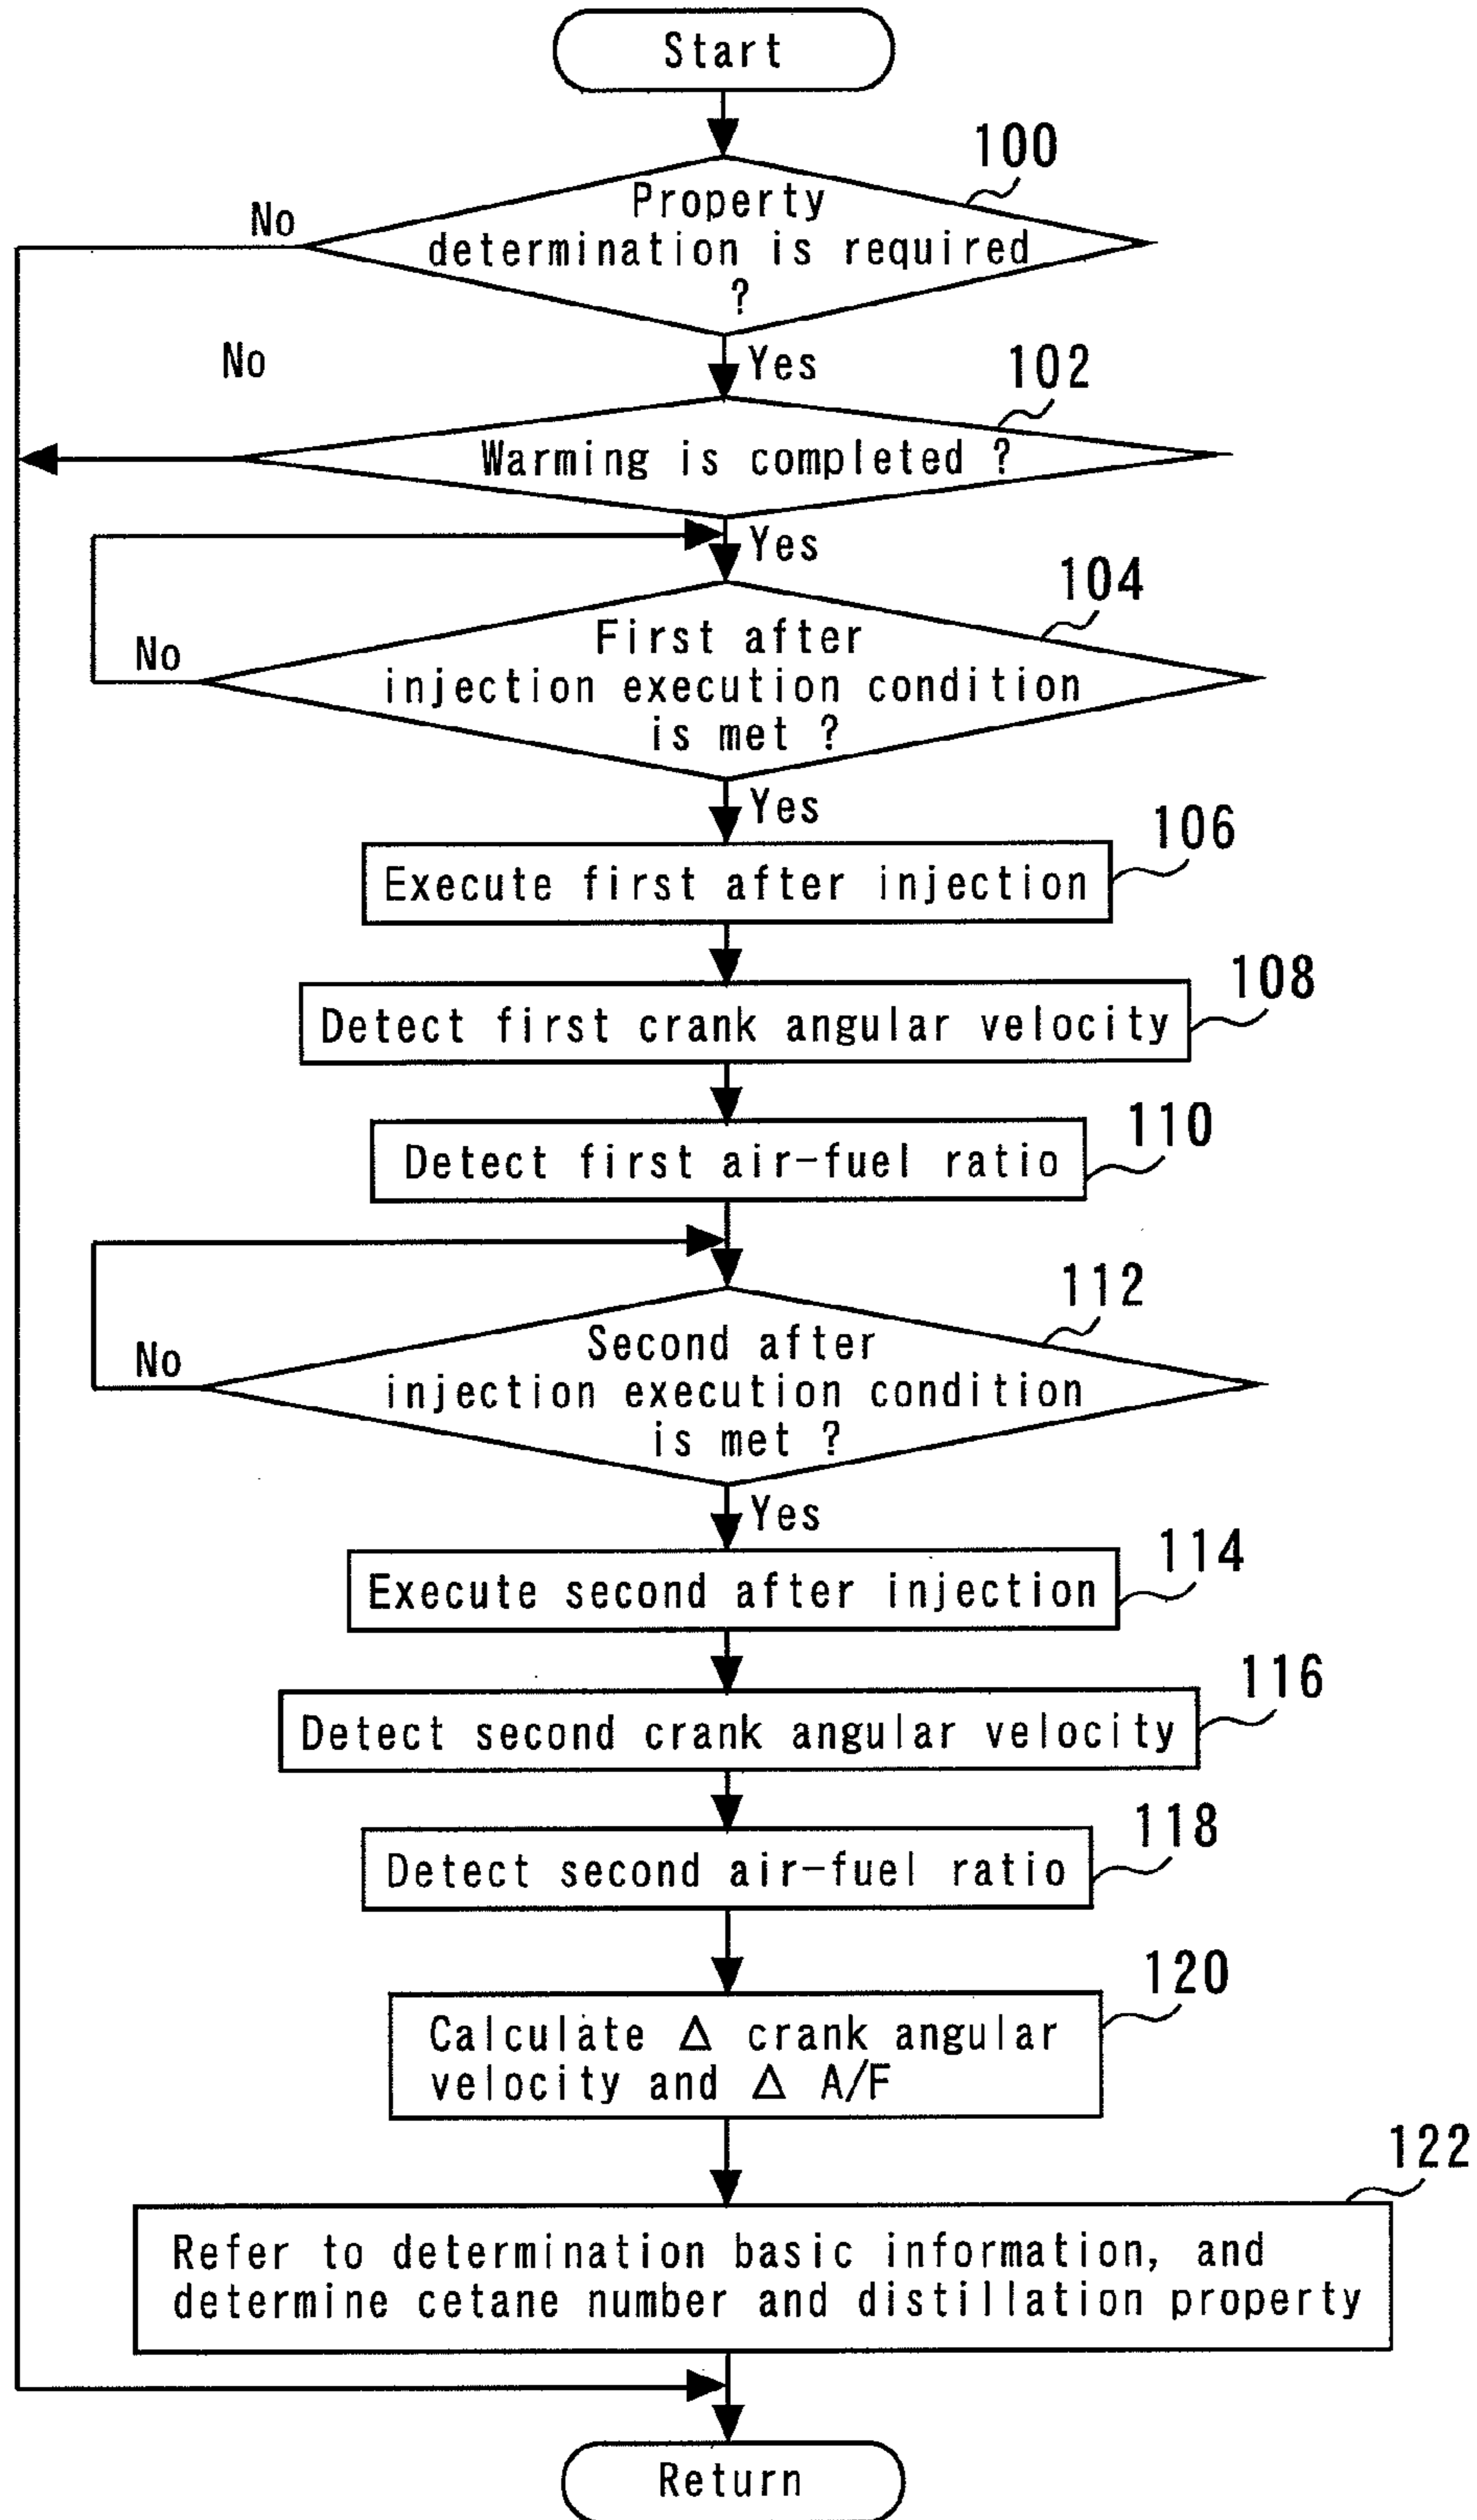 Start
100
Property
No
determination is required
?
No
Yes
102
Warming is completed ?
Yes
104
First after
No
injection execution condition
is met ?
Yes
106
Execute first after injection
108
Detect first crank angular velocity
110
Detect first air-fuel ratio
112
Second after
No
injection execution condition
is met ?
Yes
114
Execute second after injection
116
Detect second crank angular velocity
118
Detect second air-fuel ratio
120
Calculate Δ crank angular
velocity and Δ A/F
122
Refer to determination basic information, and
determine cetane number and distillation property
Return